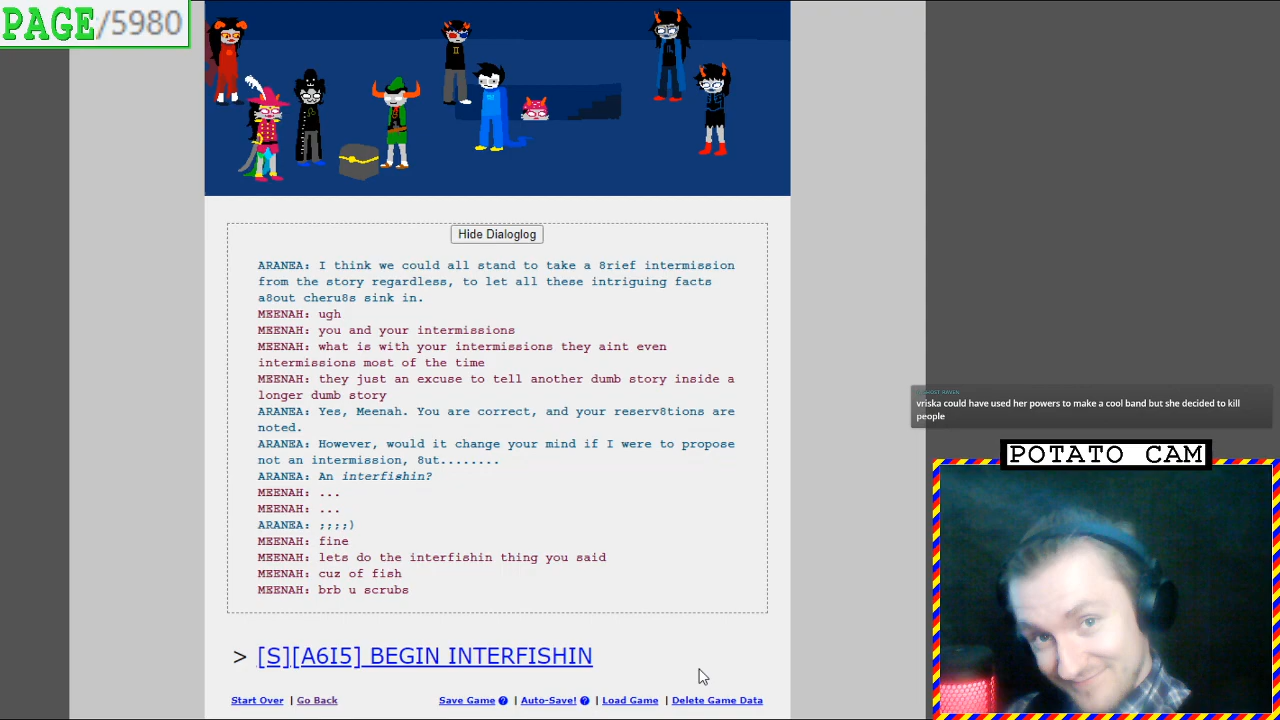 PAGE/5980
Hide Dialoglog
ARANEA: I think we could all stand to take a 8rief intermission
from the story regardless, to let all these intriguing facts
a8out cheru8s sink in.
MEENAH: ugh
MEENAH: you and your intermissions
MEENAH: what is with your intermissions they aint even
intermissions most of the time
MEENAH: they just an excuse to tell another dumb story inside a
longer dumb story
ARANEA: Yes, Meenah. You are correct, and your reserv8tions are
noted.
ARANEA: However, would it change your mind if I were to propose
not an intermission, 8ut........
ARANEA: An interfishin?
MEENAH: ...
MEENAH: ...
ARANEA: ;;;;)
MEENAH: fine
MEENAH: lets do the interfishin thing you said
MEENAH: cuz of fish
MEENAH: brb u scrubs
> [S][A6I5] BEGIN INTERFISHIN
Start Over | Go Back Save Game ? | Auto-Save! ? | Load Game | Delete Game Data
GHOST RAVEN
vriska could have used her powers to make a cool band but she decided to kill
people
POTATO CAM